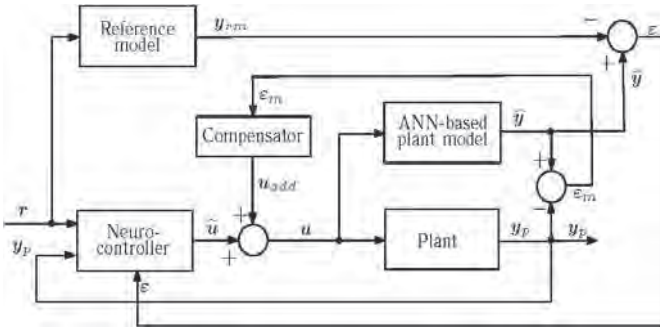 Reference
model
y_rm
−
ε
+
ŷ
ε_m
Compensator
ANN-based
plant model
ŷ
u_add
+
ε_m
−
r
y_p
Neuro-
controller
û
+
+
u
Plant
y_p
y_p
ε